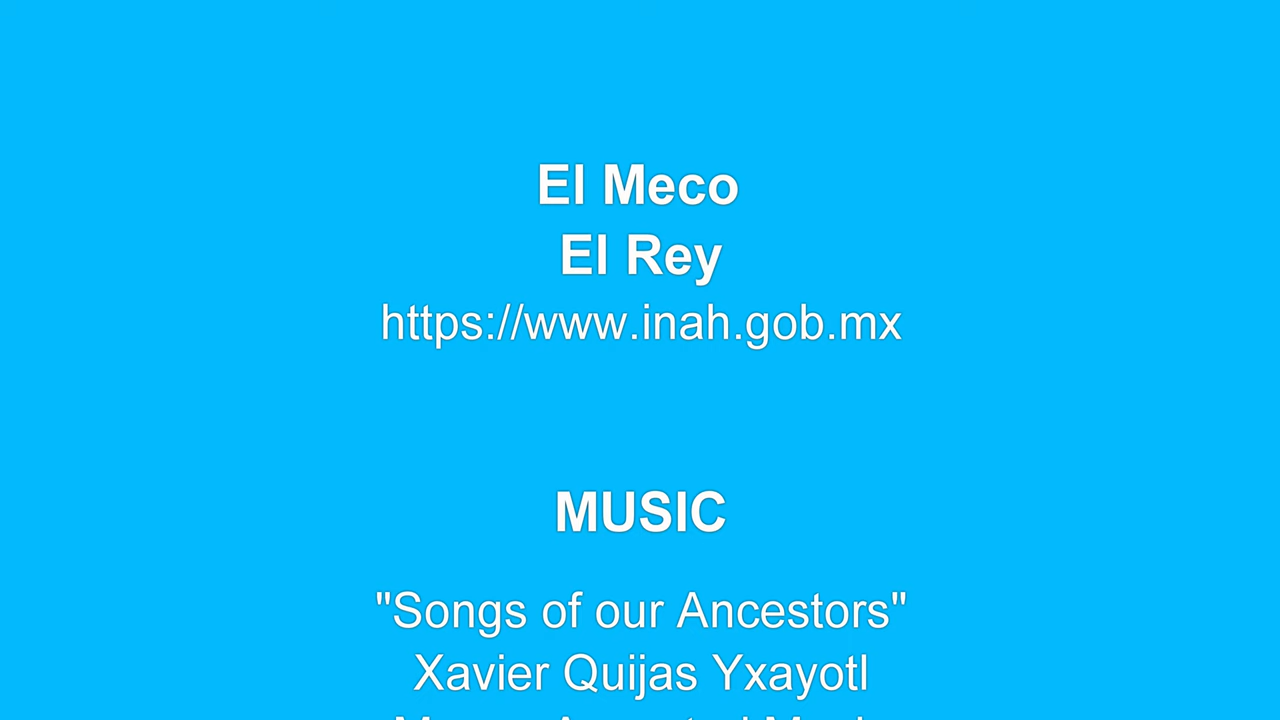 El Meco
El Rey
https://www.inah.gob.mx
MUSIC
"Songs of our Ancestors"
Xavier Quijas Yxayotl